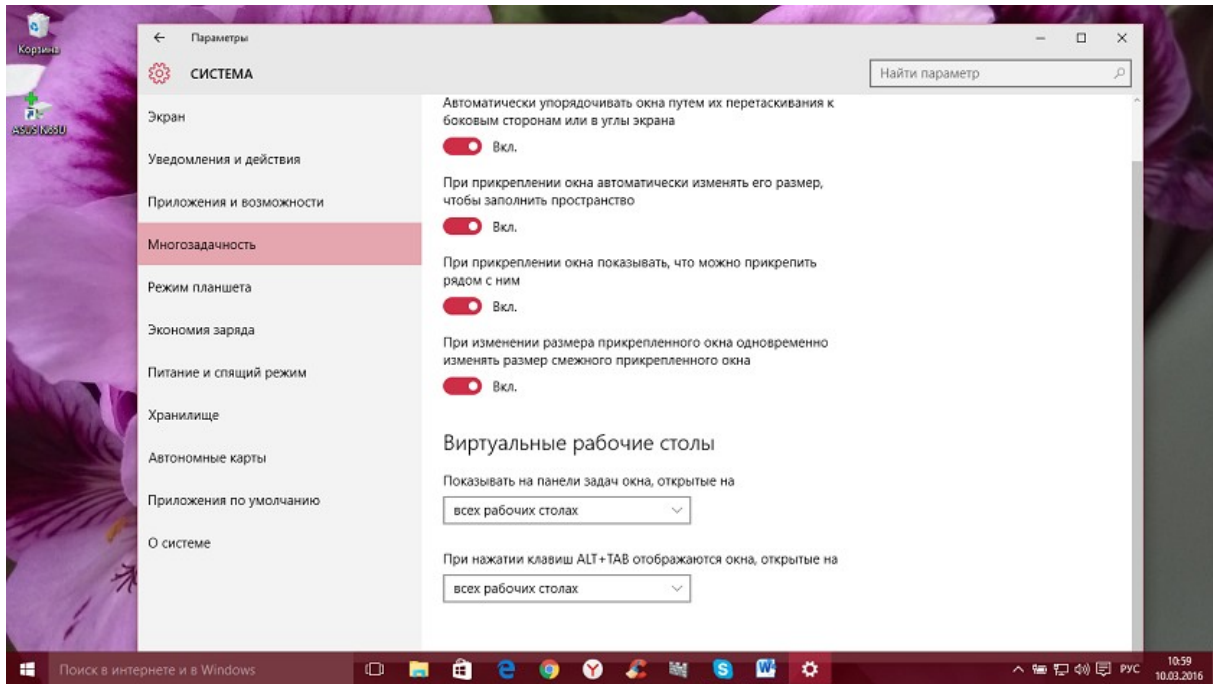 Корзина
ASUS N65U
Параметры
СИСТЕМА
Найти параметр
Экран
Уведомления и действия
Приложения и возможности
Многозадачность
Режим планшета
Экономия заряда
Питание и спящий режим
Хранилище
Автономные карты
Приложения по умолчанию
О системе
Автоматически упорядочивать окна путем их перетаскивания к
боковым сторонам или в углы экрана
Вкл.
При прикреплении окна автоматически изменять его размер,
чтобы заполнить пространство
Вкл.
При прикреплении окна показывать, что можно прикрепить
рядом с ним
Вкл.
При изменении размера прикрепленного окна одновременно
изменять размер смежного прикрепленного окна
Вкл.
Виртуальные рабочие столы
Показывать на панели задач окна, открытые на
всех рабочих столах
При нажатии клавиш ALT+TAB отображаются окна, открытые на
всех рабочих столах
Поиск в интернете и в Windows
РУС
10:59
10.03.2016